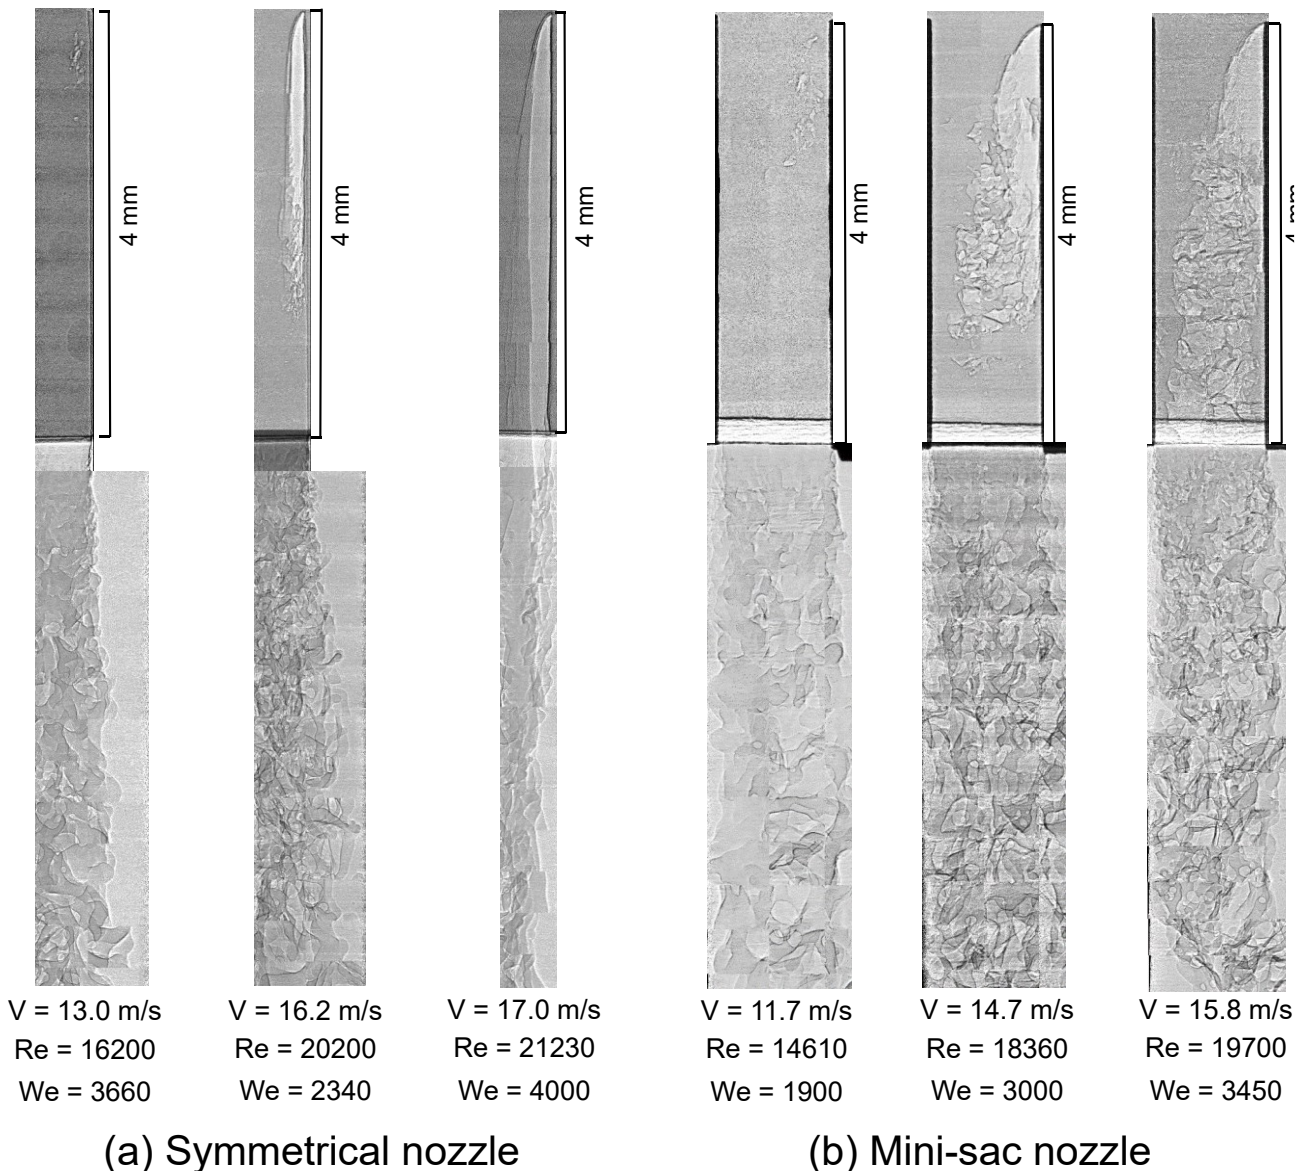 4 mm
4 mm
4 mm
4 mm
4 mm
4 mm
V = 13.0 m/s
Re = 16200
We = 3660
V = 16.2 m/s
Re = 20200
We = 2340
V = 17.0 m/s
Re = 21230
We = 4000
V = 11.7 m/s
Re = 14610
We = 1900
V = 14.7 m/s
Re = 18360
We = 3000
V = 15.8 m/s
Re = 19700
We = 3450
(a) Symmetrical nozzle
(b) Mini-sac nozzle